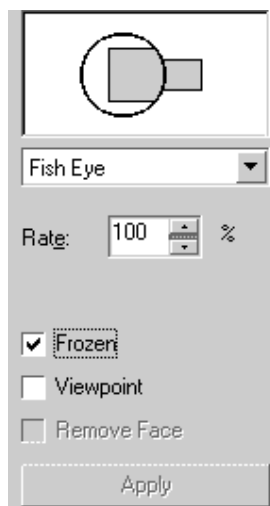 Fish Eye
Rate: 100 %
Frozen
Viewpoint
Remove Face
Apply